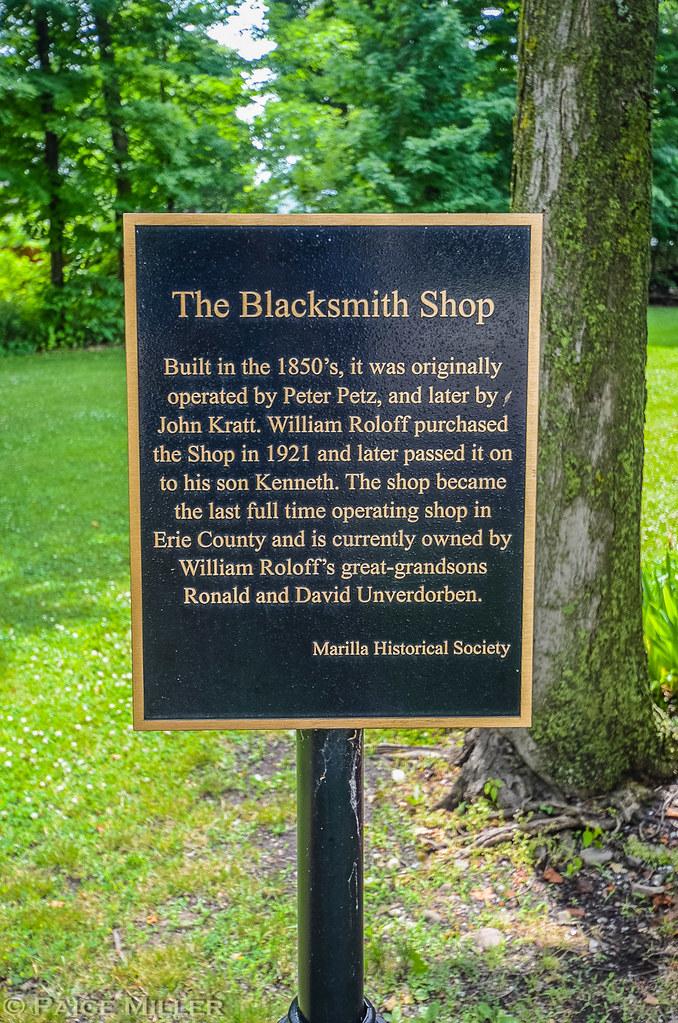 The Blacksmith Shop
Built in the 1850's, it was originally
operated by Peter Petz, and later by
John Kratt. William Roloff purchased
the Shop in 1921 and later passed it on
to his son Kenneth. The shop became
the last full time operating shop in
Erie County and is currently owned by
William Roloff's great-grandsons
Ronald and David Unverdorben.
Marilla Historical Society
© Paige Miller